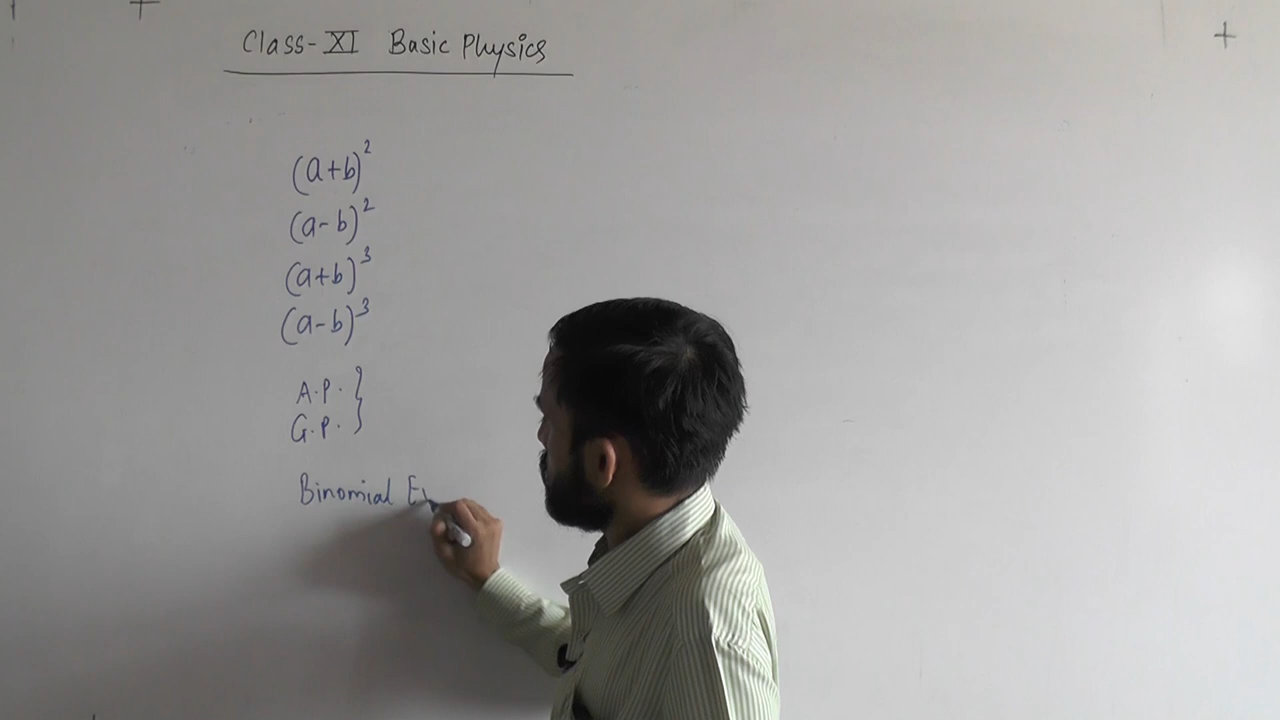 Class-XI Basic Physics
(a+b)²
(a-b)²
(a+b)³
(a-b)³
A.P. }
G.P.
Binomial